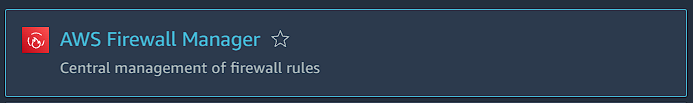 AWS Firewall Manager
Central management of firewall rules